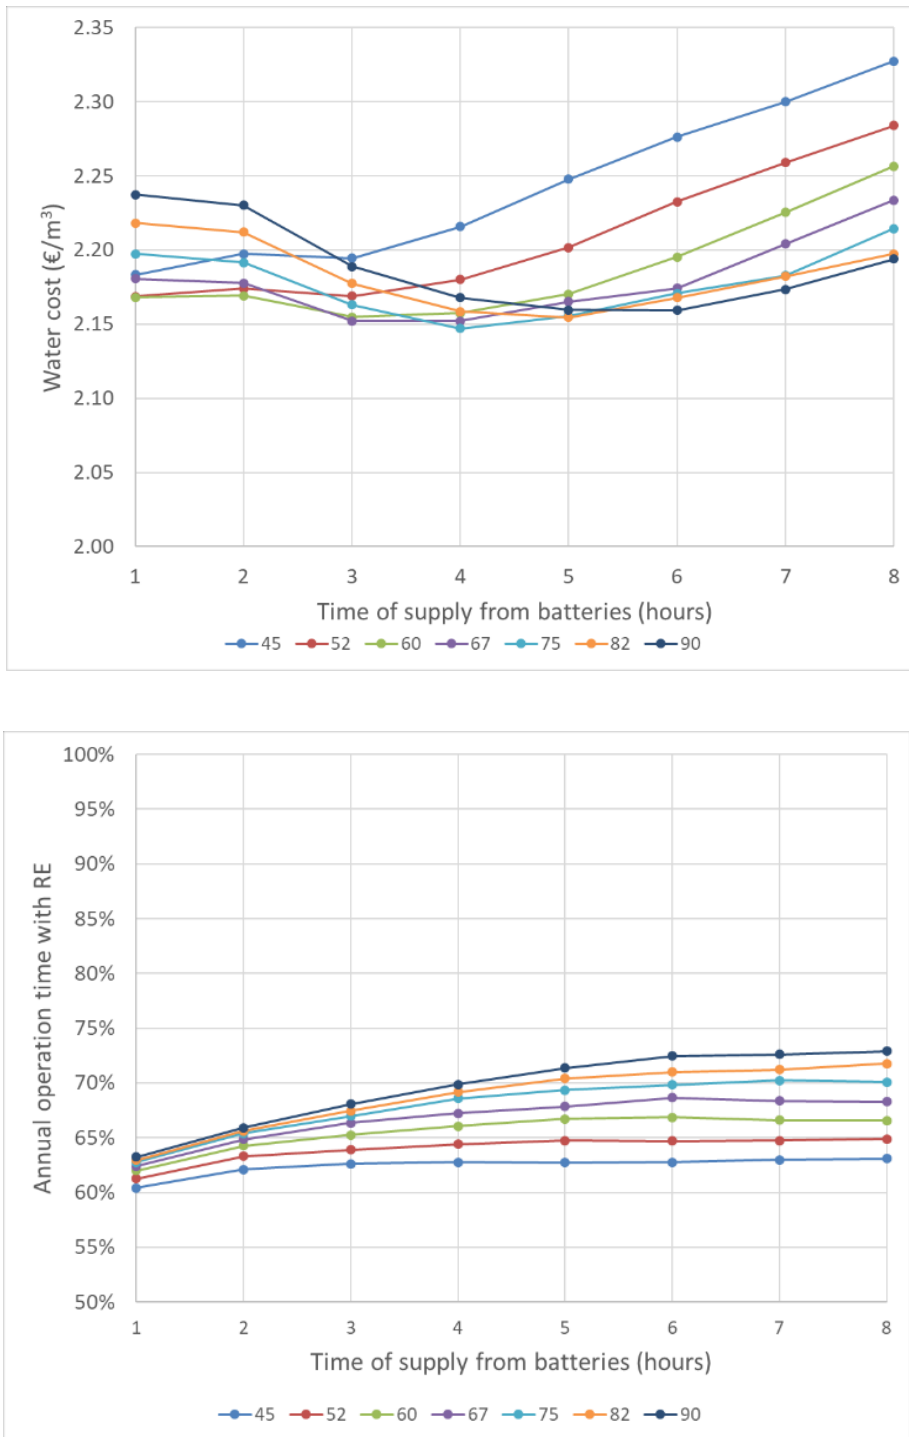 2.35
2.30
2.25
2.20
2.15
2.10
2.05
2.00
Water cost (€/m³)
1 2 3 4 5 6 7 8
Time of supply from batteries (hours)
45 52 60 67 75 82 90
100%
95%
90%
85%
80%
75%
70%
65%
60%
55%
50%
Annual operation time with RE
1 2 3 4 5 6 7 8
Time of supply from batteries (hours)
45 52 60 67 75 82 90